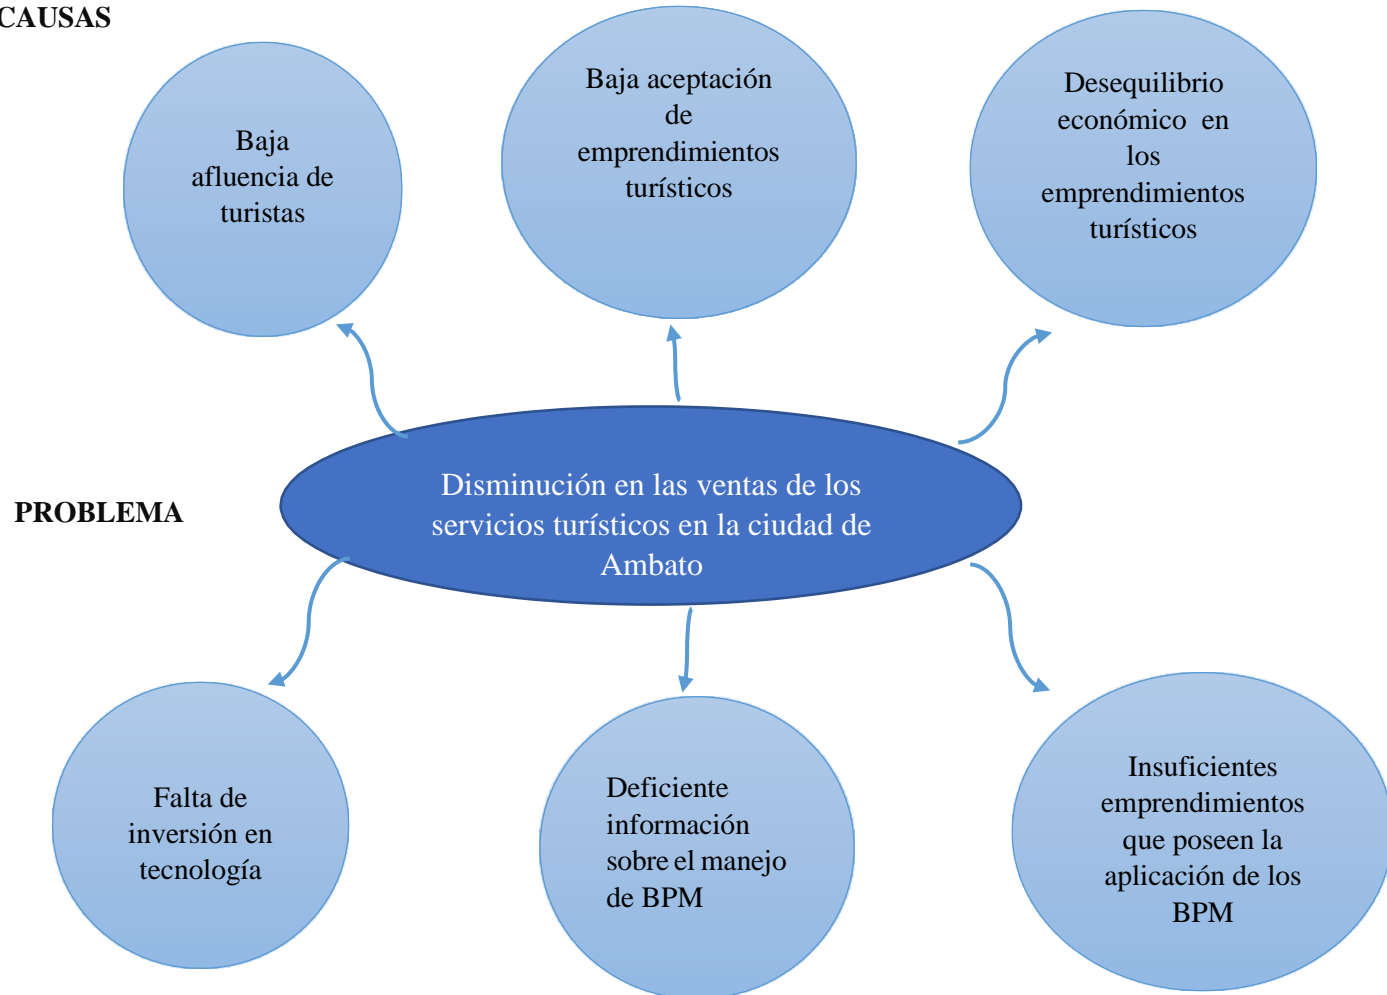 CAUSAS
Baja
afluencia de
turistas
Baja aceptación
de
emprendimientos
turísticos
Desequilibrio
económico en
los
emprendimientos
turísticos
PROBLEMA
Disminución en las ventas de los
servicios turísticos en la ciudad de
Ambato
Falta de
inversión en
tecnología
Deficiente
información
sobre el manejo
de BPM
Insuficientes
emprendimientos
que poseen la
aplicación de los
BPM